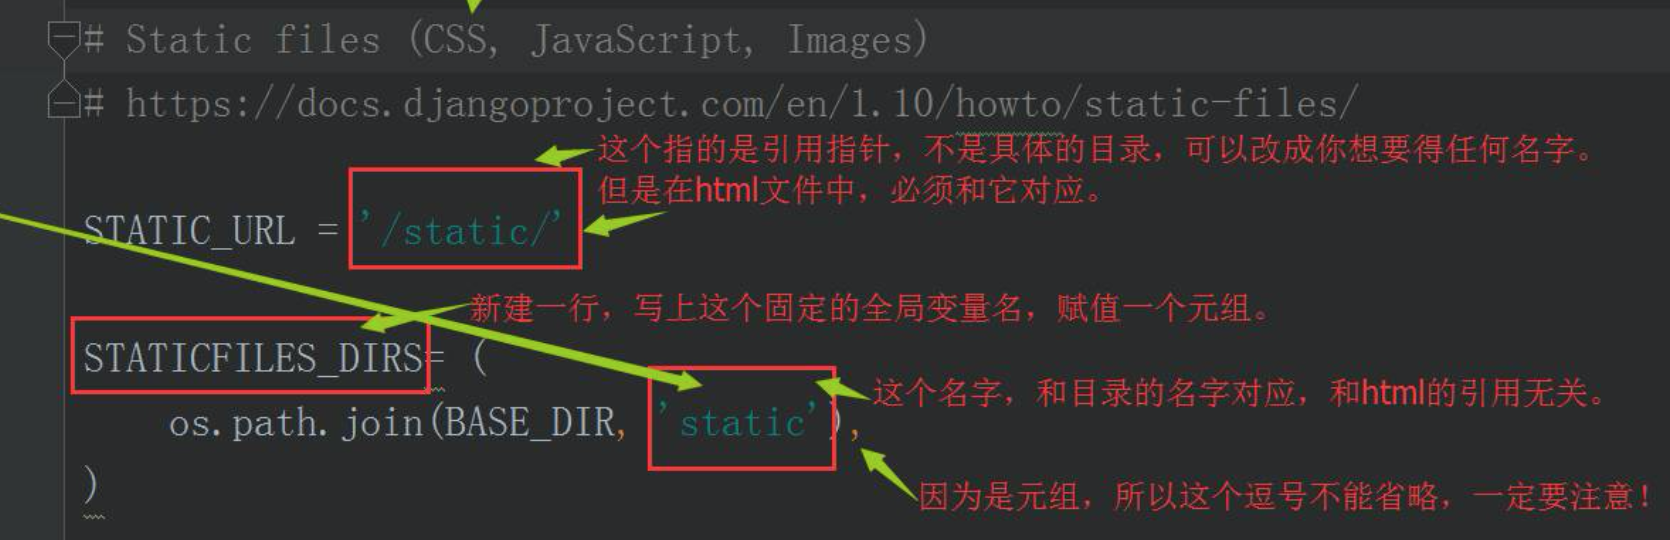 # Static files (CSS, JavaScript, Images)
# https://docs.djangoproject.com/en/1.10/howto/static-files/
这个指的是引用指针，不是具体的目录，可以改成你想要得任何名字。
但是在html文件中，必须和它对应。
STATIC_URL = '/static/'
新建一行，写上这个固定的全局变量名，赋值一个元组。
STATICFILES_DIRS= (
这个名字，和目录的名字对应，和html的引用无关。
os.path.join(BASE_DIR, 'static'),
)
因为是元组，所以这个逗号不能省略，一定要注意！